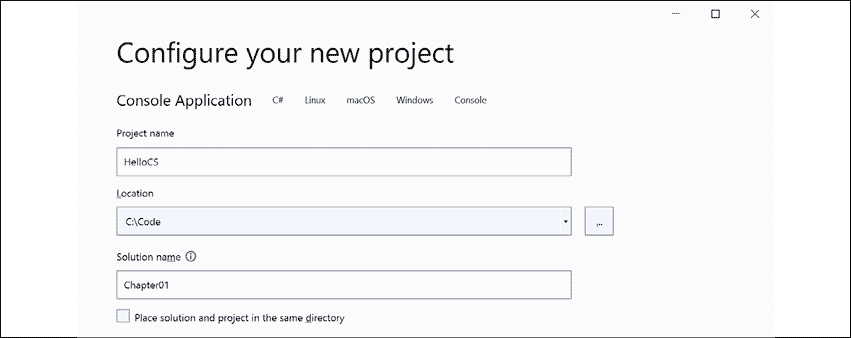 Configure your new project
Console Application C# Linux macOS Windows Console
Project name
HelloCS
Location
C:\Code
...
Solution name
Chapter01
Place solution and project in the same directory